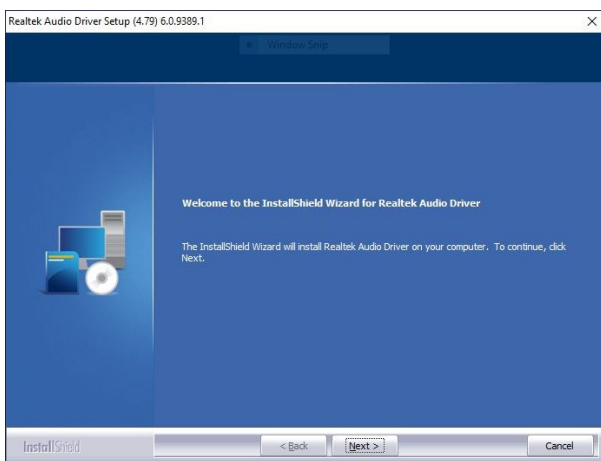 Realtek Audio Driver Setup (4.79) 6.0.9389.1
Window Snip
Welcome to the InstallShield Wizard for Realtek Audio Driver
The InstallShield Wizard will install Realtek Audio Driver on your computer. To continue, click
Next.
InstallShield
< Back
Next >
Cancel